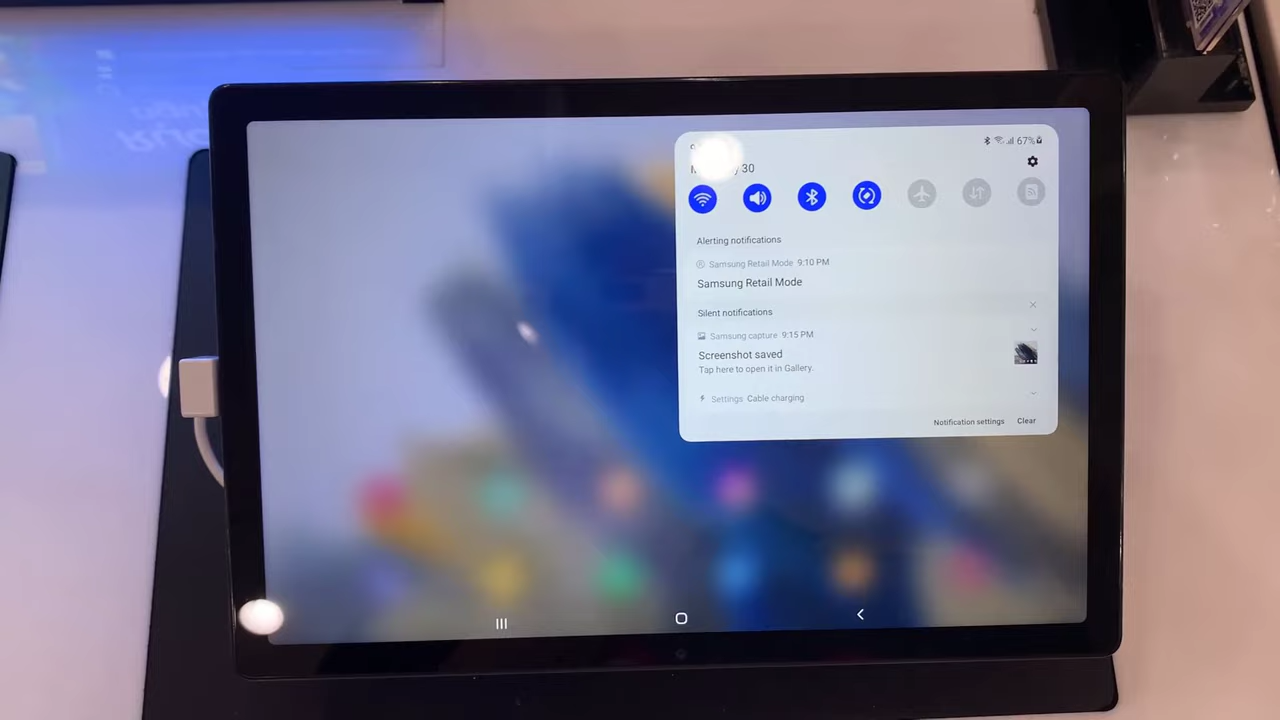 67%
30
Alerting notifications
Samsung Retail Mode 9:10 PM
Samsung Retail Mode
Silent notifications
Samsung capture 9:15 PM
Screenshot saved
Tap here to open it in Gallery.
Settings Cable charging
Notification settings Clear